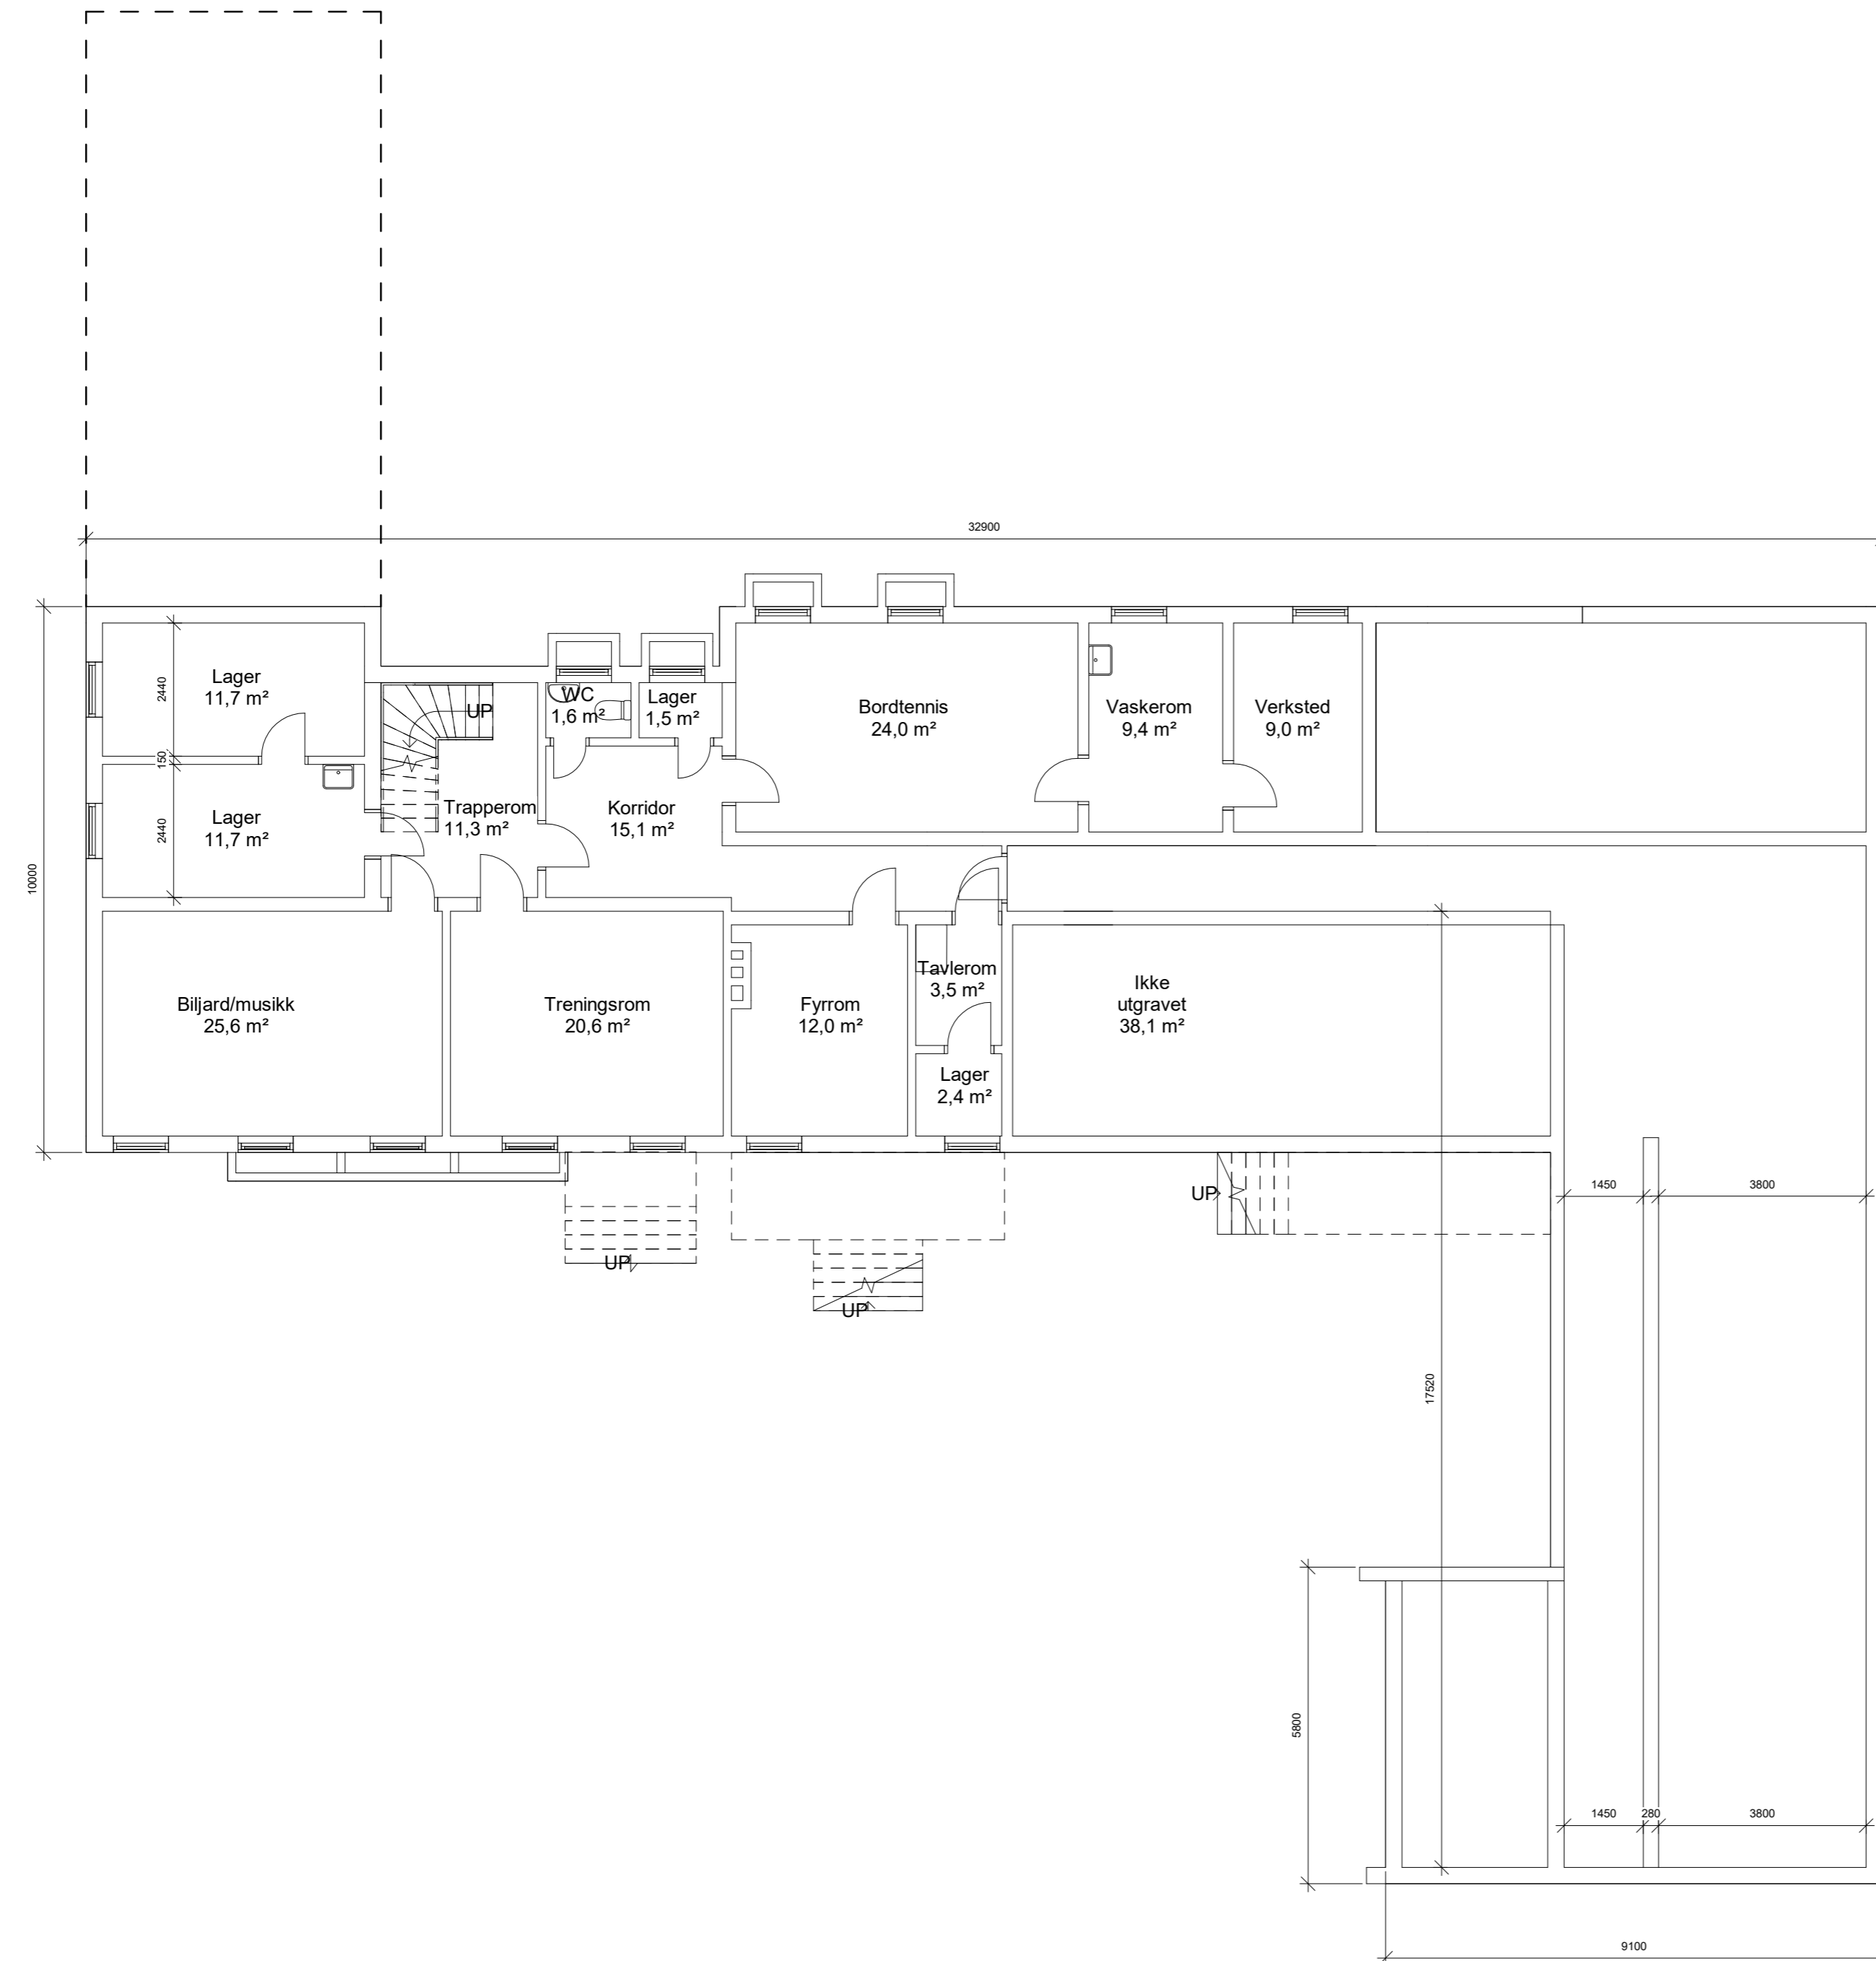 32900
Lager
11,7 m²
2440
150
Lager
11,7 m²
2440
10000
UP
Trapperom
11,3 m²
WC
1,6 m²
Lager
1,5 m²
Korridor
15,1 m²
Bordtennis
24,0 m²
Vaskerom
9,4 m²
Verksted
9,0 m²
Biljard/musikk
25,6 m²
Treningsrom
20,6 m²
Fyrrom
12,0 m²
Tavlerom
3,5 m²
Lager
2,4 m²
Ikke
utgravet
38,1 m²
UP
UP
UP
1450
3800
17520
5800
1450
280
3800
9100